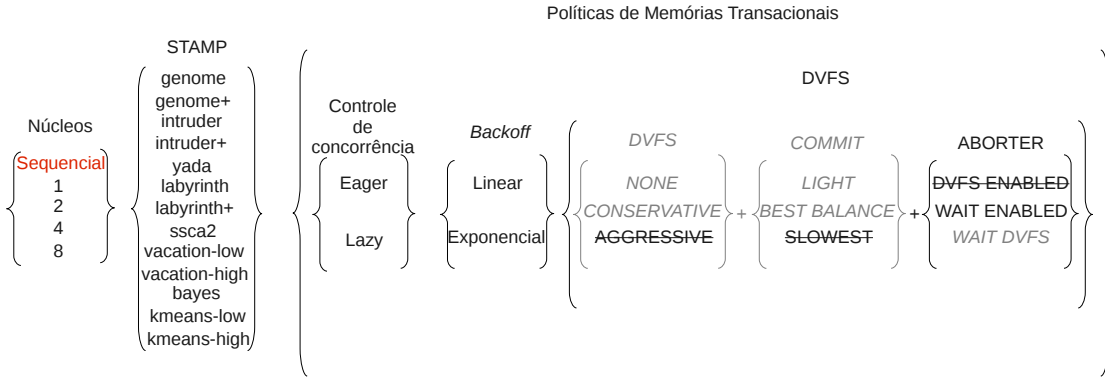 Políticas de Memórias Transacionais
STAMP
DVFS
Núcleos
Sequencial
1
2
4
8
genome
genome+
intruder
intruder+
yada
labyrinth
labyrinth+
ssca2
vacation-low
vacation-high
bayes
kmeans-low
kmeans-high
Controle
de
concorrência
Eager
Lazy
Backoff
Linear
Exponencial
DVFS
NONE
CONSERVATIVE
AGGRESSIVE
+
COMMIT
LIGHT
BEST BALANCE
SLOWEST
+
ABORTER
DVFS ENABLED
WAIT ENABLED
WAIT DVFS